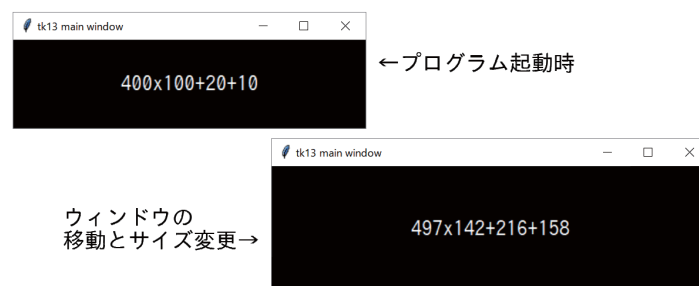 tk13 main window
400x100+20+10
←プログラム起動時
tk13 main window
497x142+216+158
ウィンドウの
移動とサイズ変更→